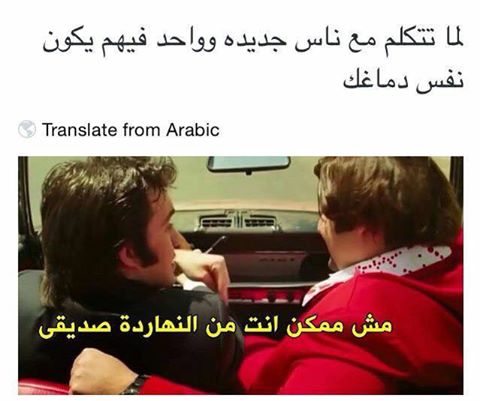 لما تتكلم مع ناس جديده وواحد فيهم يكون
نفس دماغك
Translate from Arabic
مش ممكن انت من النهاردة صديقى